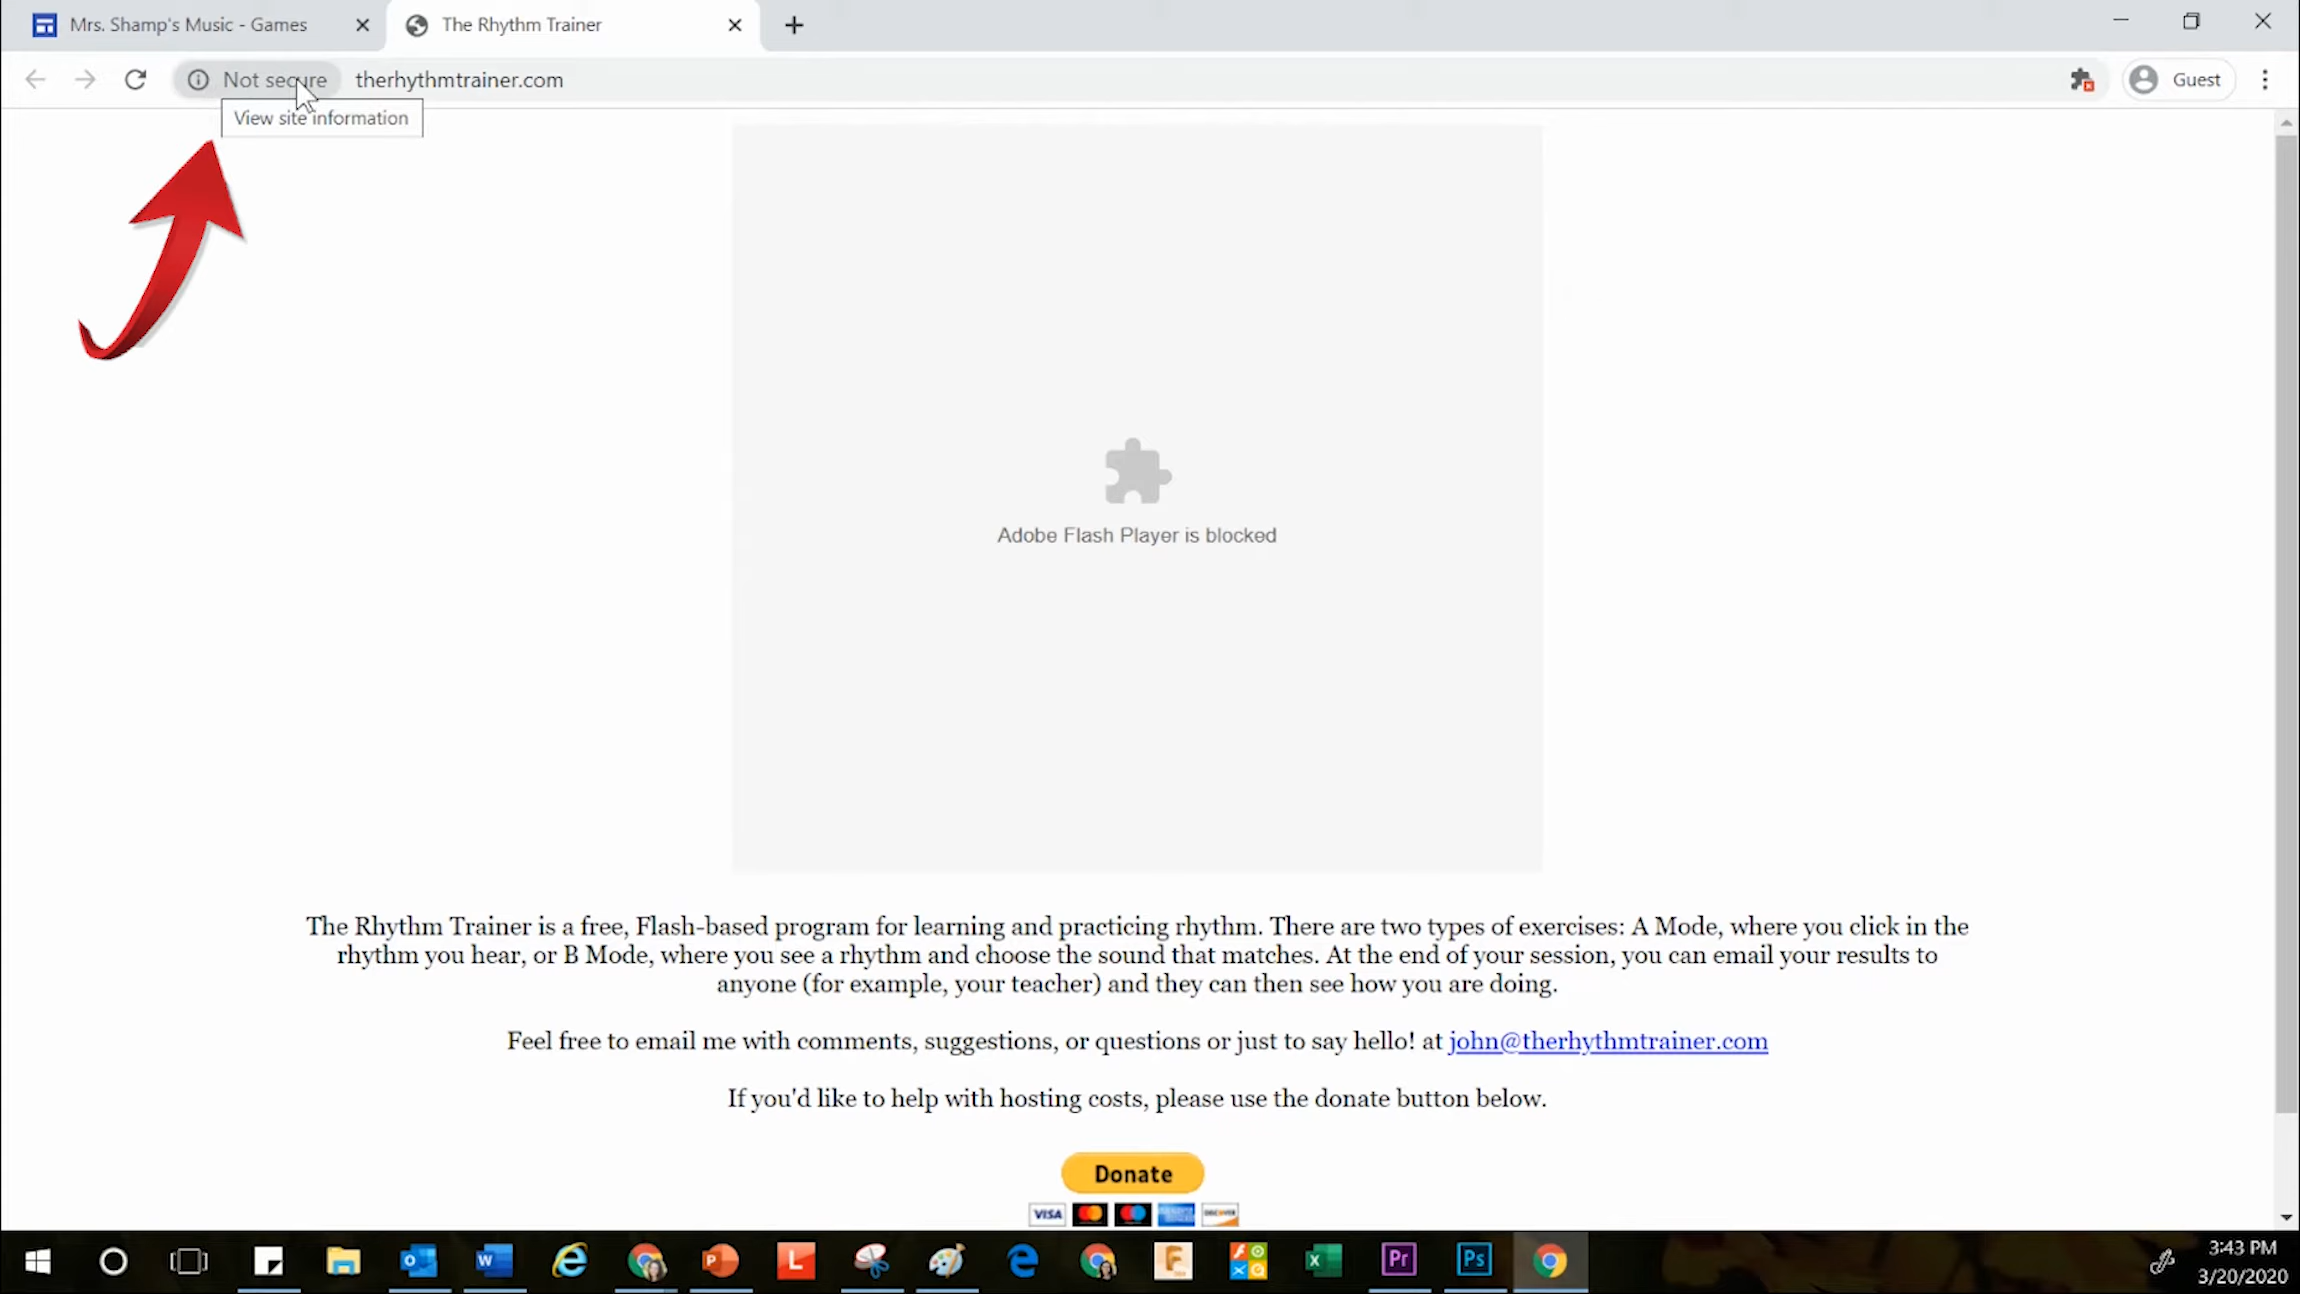 Mrs. Shamp's Music - Games
The Rhythm Trainer
Not secure
therhythmtrainer.com
Guest
View site information
Adobe Flash Player is blocked
The Rhythm Trainer is a free, Flash-based program for learning and practicing rhythm. There are two types of exercises: A Mode, where you click in the
rhythm you hear, or B Mode, where you see a rhythm and choose the sound that matches. At the end of your session, you can email your results to
anyone (for example, your teacher) and they can then see how you are doing.
Feel free to email me with comments, suggestions, or questions or just to say hello! at john@therhythmtrainer.com
If you'd like to help with hosting costs, please use the donate button below.
Donate
VISA
DISCOVER
3:43 PM
3/20/2020